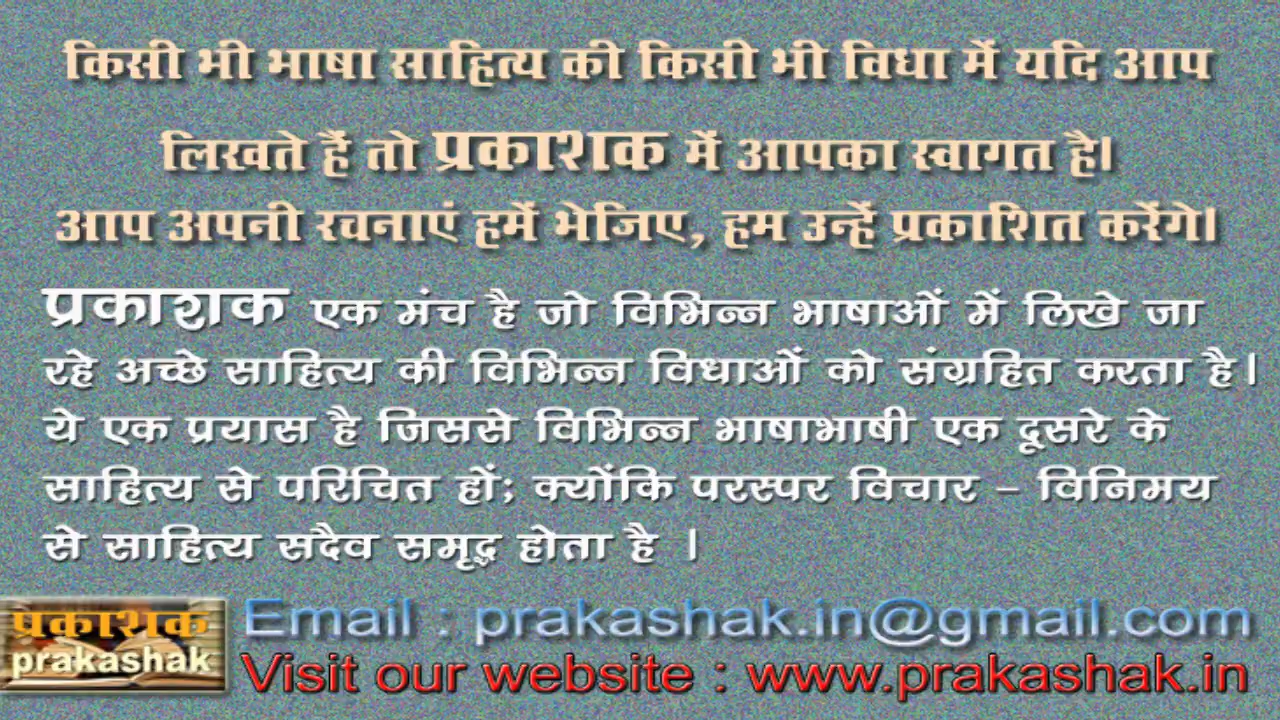 किसी भी भाषा साहित्य की किसी भी विधा में यदि आप
लिखते हैं तो प्रकाशक में आपका स्वागत है।
आप अपनी रचनाएं हमें भेजिए, हम उन्हें प्रकाशित करेंगे।
प्रकाशक एक मंच है जो विभिन्न भाषाओं में लिखे जा
रहे अच्छे साहित्य की विभिन्न विधाओं को संग्रहित करता है।
ये एक प्रयास है जिससे विभिन्न भाषाभाषी एक दूसरे के
साहित्य से परिचित हों; क्योंकि परस्पर विचार – विनिमय
से साहित्य सदैव समृद्ध होता है ।
प्रकाशक
prakashak
Email : prakashak.in@gmail.com
Visit our website : www.prakashak.in